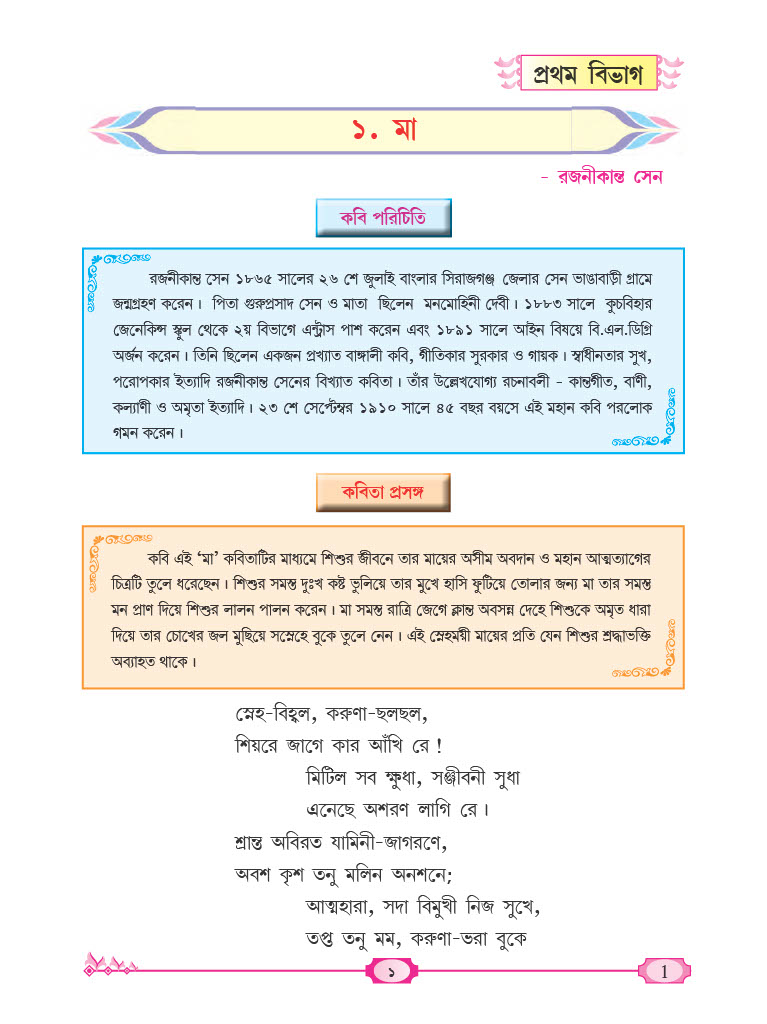 প্রথম বিভাগ
১. মা
- রজনীকান্ত সেন
কবি পরিচিতি
রজনীকান্ত সেন ১৮৬৫ সালের ২৬ শে জুলাই বাংলার সিরাজগঞ্জ জেলার সেন ভাঙাবাড়ী গ্রামে
জন্মগ্রহণ করেন। পিতা গুরুপ্রসাদ সেন ও মাতা ছিলেন মনমোহিনী দেবী। ১৮৮৩ সালে কুচবিহার
জেনেকিন্স স্কুল থেকে ২য় বিভাগে এন্ট্রাস পাশ করেন এবং ১৮৯১ সালে আইন বিষয়ে বি.এল.ডিগ্রি
অর্জন করেন। তিনি ছিলেন একজন প্রখ্যাত বাঙ্গালী কবি, গীতিকার সুরকার ও গায়ক। স্বাধীনতার সুখ,
পরোপকার ইত্যাদি রজনীকান্ত সেনের বিখ্যাত কবিতা। তাঁর উল্লেখযোগ্য রচনাবলী - কান্তগীত, বাণী,
কল্যাণী ও অমৃতা ইত্যাদি। ২৩ শে সেপ্টেম্বর ১৯১০ সালে ৪৫ বছর বয়সে এই মহান কবি পরলোক
গমন করেন।
কবিতা প্রসঙ্গ
কবি এই ‘মা’ কবিতাটির মাধ্যমে শিশুর জীবনে তার মায়ের অসীম অবদান ও মহান আত্মত্যাগের
চিত্রটি তুলে ধরেছেন। শিশুর সমস্ত দুঃখ কষ্ট ভুলিয়ে তার মুখে হাসি ফুটিয়ে তোলার জন্য মা তার সমস্ত
মন প্রাণ দিয়ে শিশুর লালন পালন করেন। মা সমস্ত রাত্রি জেগে ক্লান্ত অবসন্ন দেহে শিশুকে অমৃত ধারা
দিয়ে তার চোখের জল মুছিয়ে সস্নেহে বুকে তুলে নেন। এই স্নেহময়ী মায়ের প্রতি যেন শিশুর শ্রদ্ধাভক্তি
অব্যাহত থাকে।
স্নেহ-বিহ্বল, করুণা-ছলছল,
শিয়রে জাগে কার আঁখি রে !
মিটিল সব ক্ষুধা, সঞ্জীবনী সুধা
এনেছে অশরণ লাগি রে।
শ্রান্ত অবিরত যামিনী-জাগরণে,
অবশ কৃশ তনু মলিন অনশনে;
আত্মহারা, সদা বিমুখী নিজ সুখে,
তপ্ত তনু মম, করুণা-ভরা বুকে
১
1